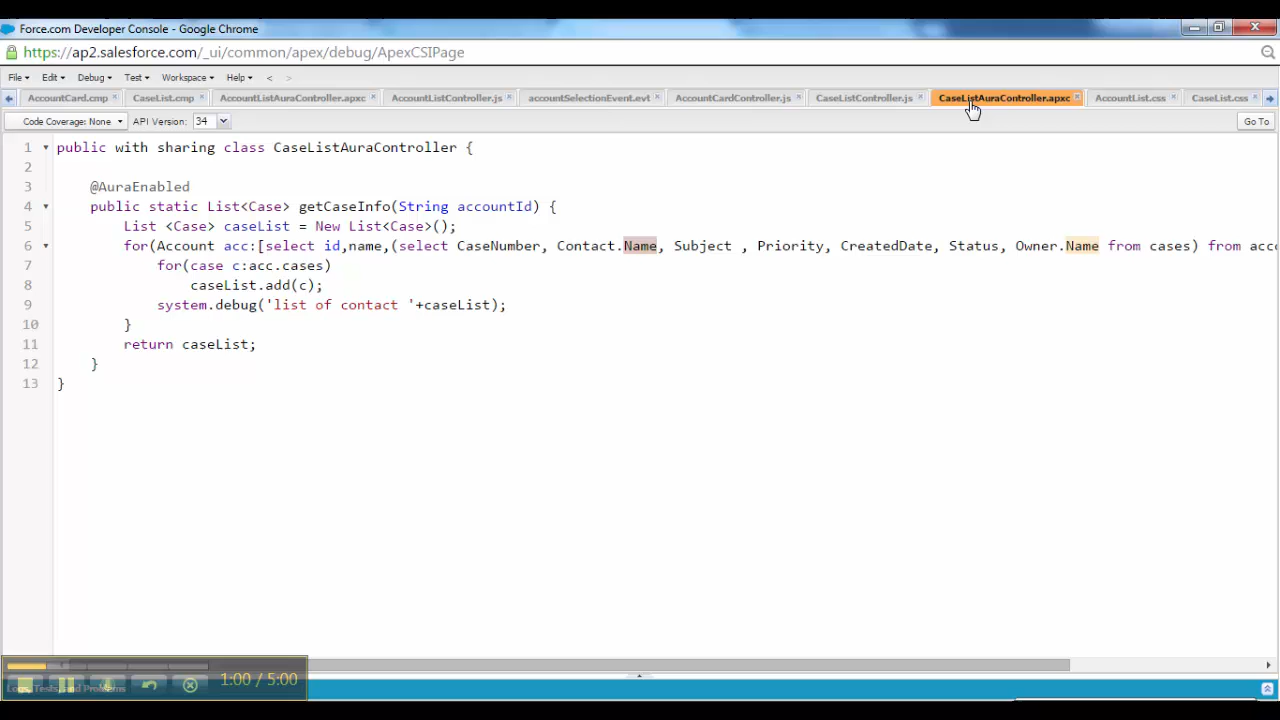 Force.com Developer Console - Google Chrome
https://ap2.salesforce.com/_ui/common/apex/debug/ApexCSIPage
File Edit Debug Test Workspace Help < >
AccountCard.cmp CaseList.cmp AccountListAuraController.apxc AccountListController.js accountSelectionEvent.evt AccountCardController.js CaseListController.js CaseListAuraController.apxc AccountList.css CaseList.css
Code Coverage: None API Version: 34 Go To
1 public with sharing class CaseListAuraController {
2
3 @AuraEnabled
4 public static List<Case> getCaseInfo(String accountId) {
5 List <Case> caseList = New List<Case>();
6 for(Account acc:[select id,name,(select CaseNumber, Contact.Name, Subject , Priority, CreatedDate, Status, Owner.Name from cases) from acco
7 for(case c:acc.cases)
8 caseList.add(c);
9 system.debug('list of contact '+caseList);
10 }
11 return caseList;
12 }
13 }
Logs, Tests, and Problems
1:00 / 5:00